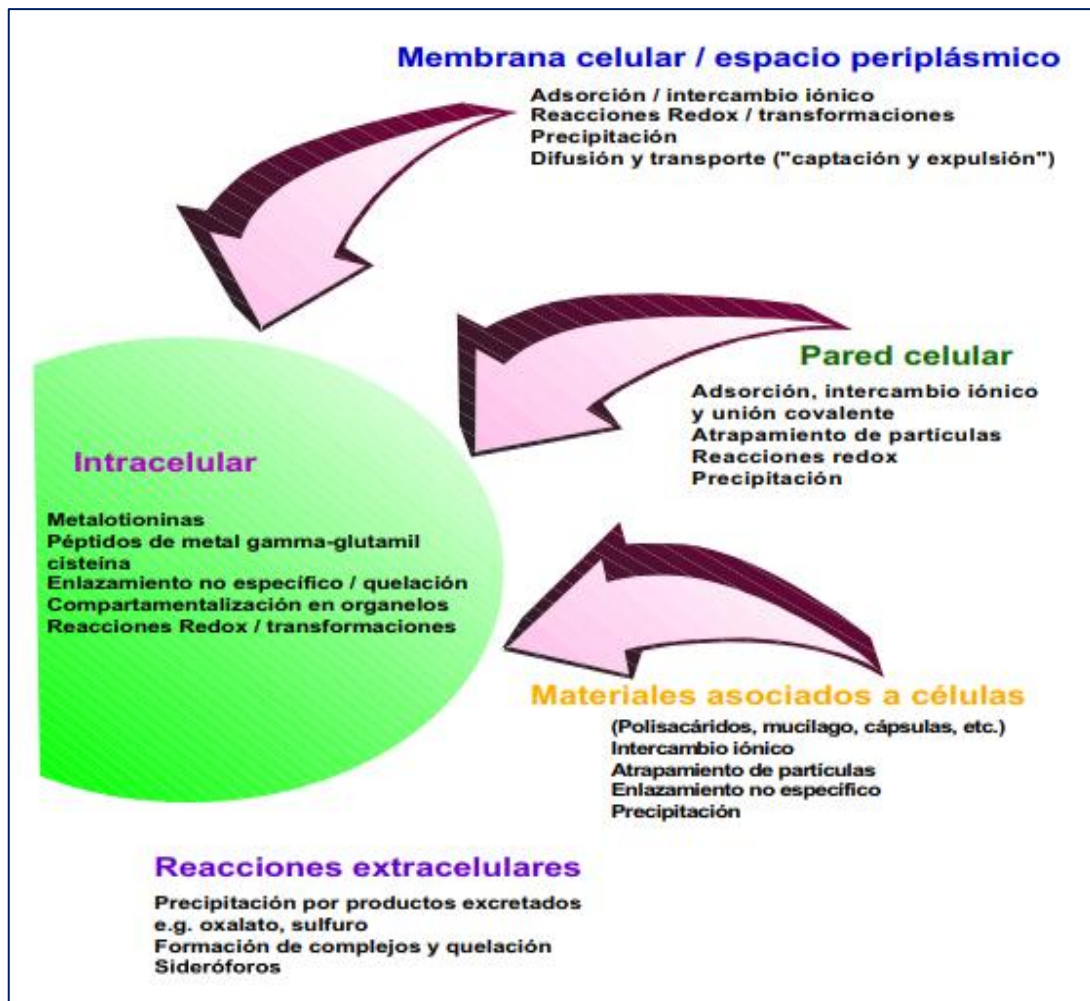 Membrana celular / espacio periplásmico
Adsorción / intercambio iónico
Reacciones Redox / transformaciones
Precipitación
Difusión y transporte ("captación y expulsión")
Pared celular
Adsorción, intercambio iónico
y unión covalente
Atrapamiento de partículas
Reacciones redox
Precipitación
Intracelular
Metalotioninas
Péptidos de metal gamma-glutamil
cisteína
Enlazamiento no específico / quelación
Compartamentalización en organelos
Reacciones Redox / transformaciones
Materiales asociados a células
(Polisacáridos, mucílago, cápsulas, etc.)
Intercambio iónico
Atrapamiento de partículas
Enlazamiento no específico
Precipitación
Reacciones extracelulares
Precipitación por productos excretados
e.g. oxalato, sulfuro
Formación de complejos y quelación
Sideróforos